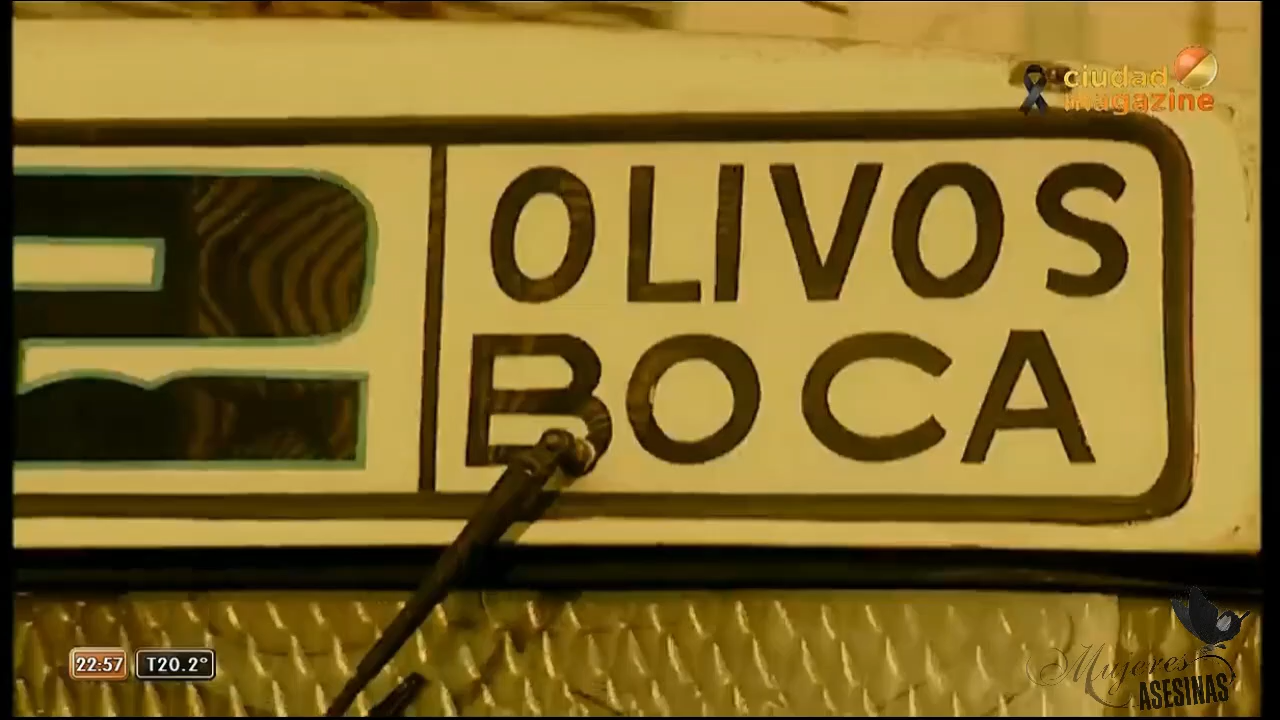 ciudad
magazine
OLIVOS
BOCA
22:57 T20.2°
Mujeres
ASESINAS